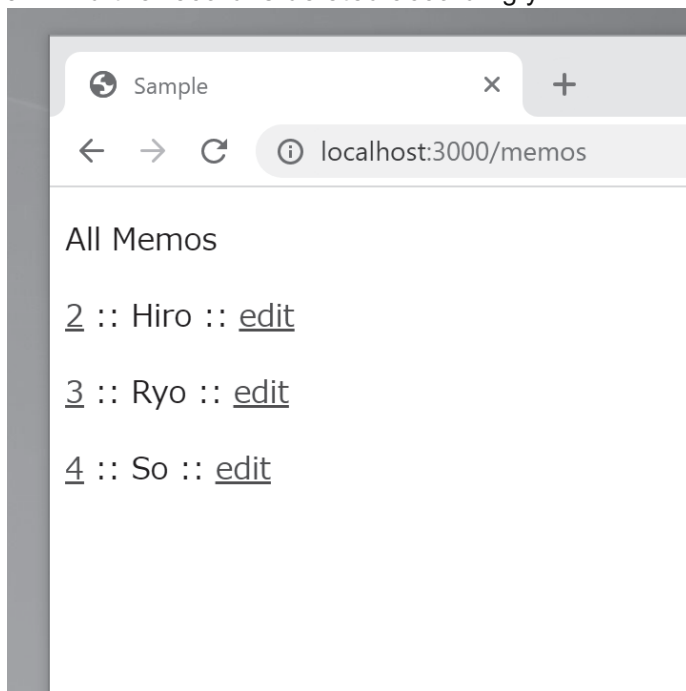 Sample
localhost:3000/memos
All Memos
2 :: Hiro :: edit
3 :: Ryo :: edit
4 :: So :: edit